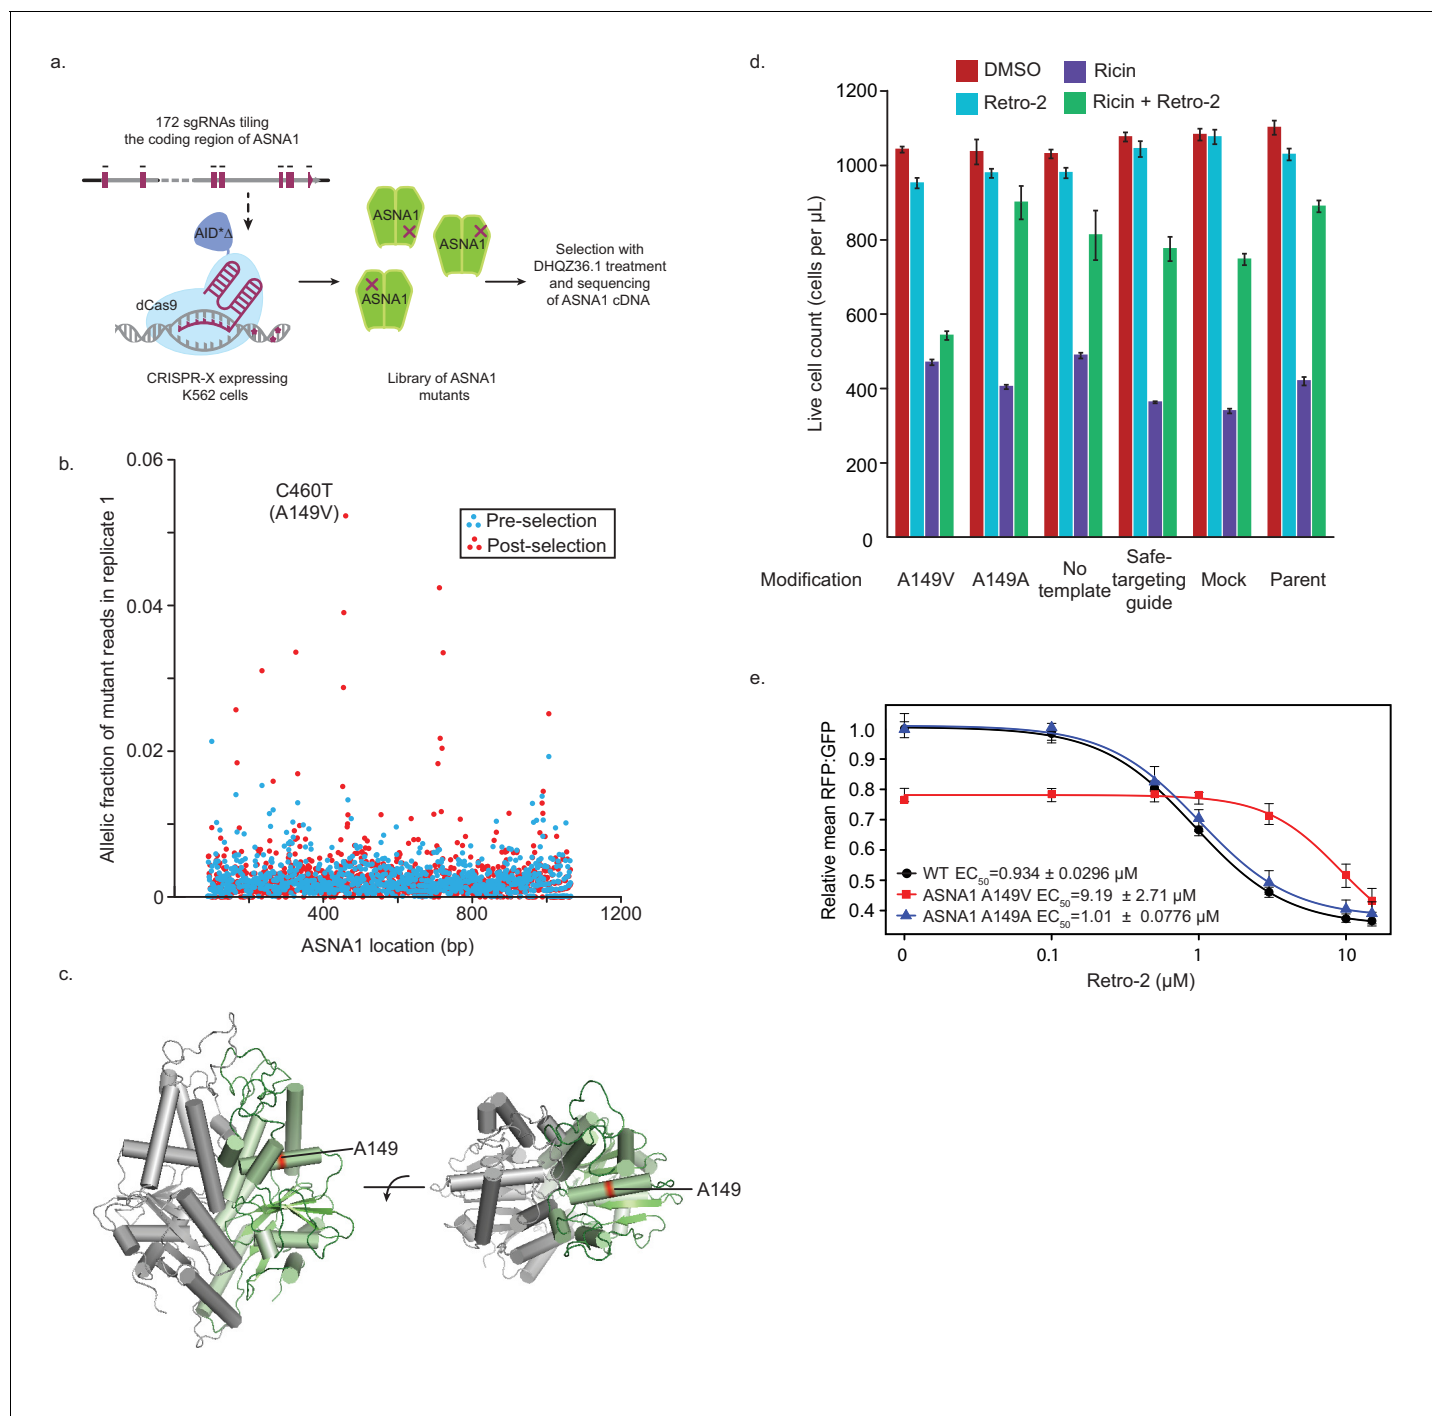 a.
172 sgRNAs tiling
the coding region of ASNA1
AID*Δ
dCas9
CRISPR-X expressing
K562 cells
ASNA1
ASNA1
ASNA1
Library of ASNA1
mutants
Selection with
DHQZ36.1 treatment
and sequencing
of ASNA1 cDNA
b.
Allelic fraction of mutant reads in replicate 1
0.06
0.04
0.02
0
C460T
(A149V)
Pre-selection
Post-selection
400
800
1200
ASNA1 location (bp)
c.
A149
A149
d.
DMSO
Ricin
Retro-2
Ricin + Retro-2
Live cell count (cells per µL)
1200
1000
800
600
400
200
0
Modification
A149V
A149A
No
template
Safe-
targeting
guide
Mock
Parent
e.
Relative mean RFP:GFP
1.0
0.9
0.8
0.7
0.6
0.5
0.4
WT EC50=0.934 ± 0.0296 µM
ASNA1 A149V EC50=9.19 ± 2.71 µM
ASNA1 A149A EC50=1.01 ± 0.0776 µM
0
0.1
1
10
Retro-2 (µM)